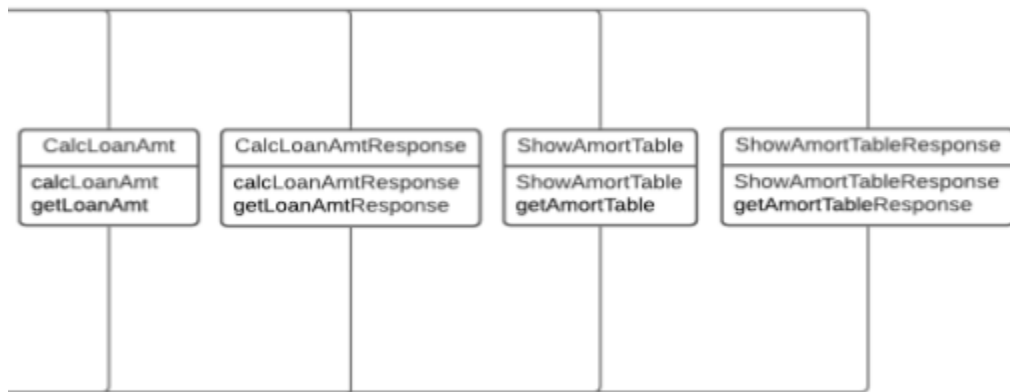 CalcLoanAmt
calcLoanAmt
getLoanAmt
CalcLoanAmtResponse
calcLoanAmtResponse
getLoanAmtResponse
ShowAmortTable
ShowAmortTable
getAmortTable
ShowAmortTableResponse
ShowAmortTableResponse
getAmortTableResponse